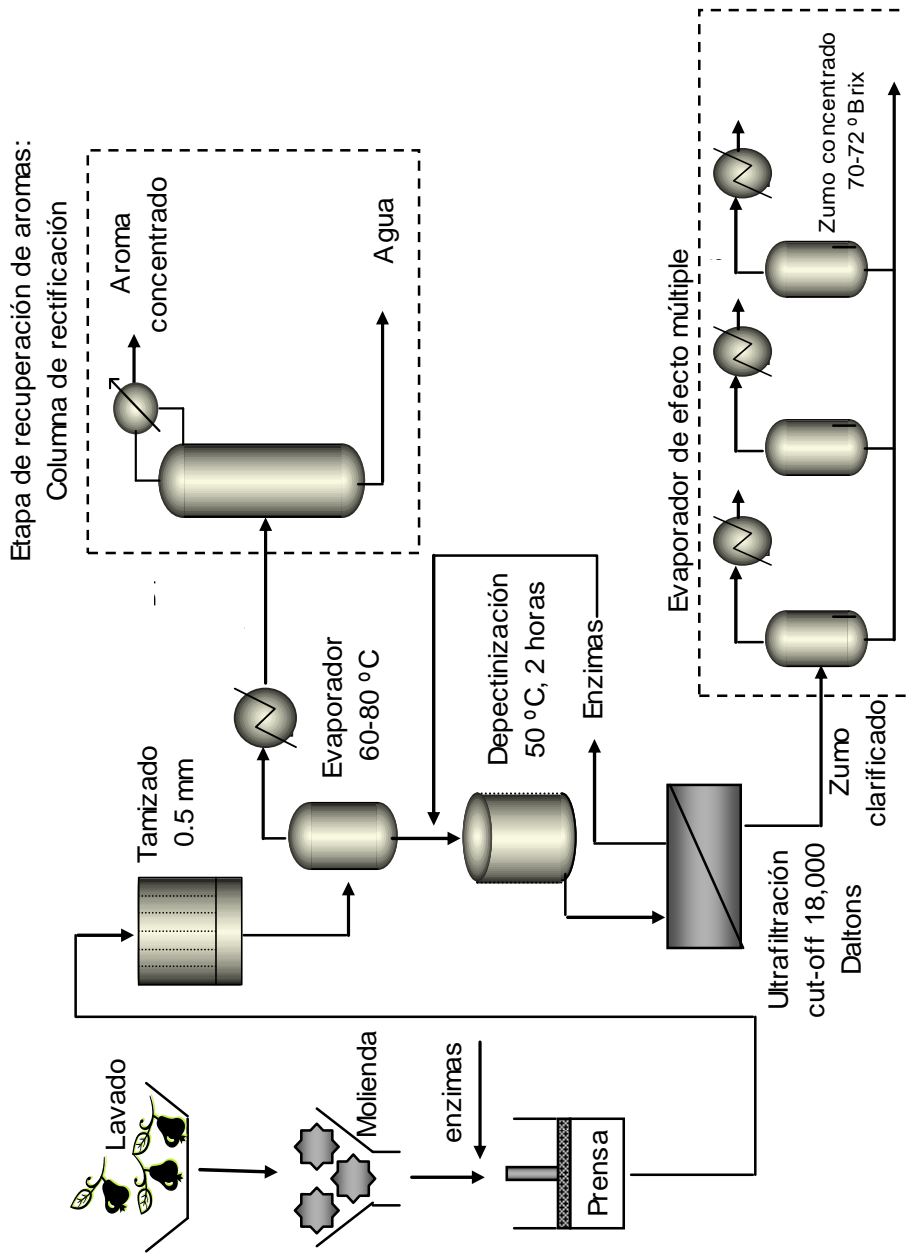 Etapa de recuperación de aromas:
Columna de rectificación
Aroma
concentrado
Agua
Tamizado
0.5 mm
Evaporador
60-80 ºC
Depectinización
50 ºC, 2 horas
Enzimas
Lavado
Molienda
enzimas
Prensa
Ultrafiltración
cut-off 18,000
Daltons
Zumo
clarificado
Evaporador de efecto múltiple
Zumo concentrado
70-72 º Brix